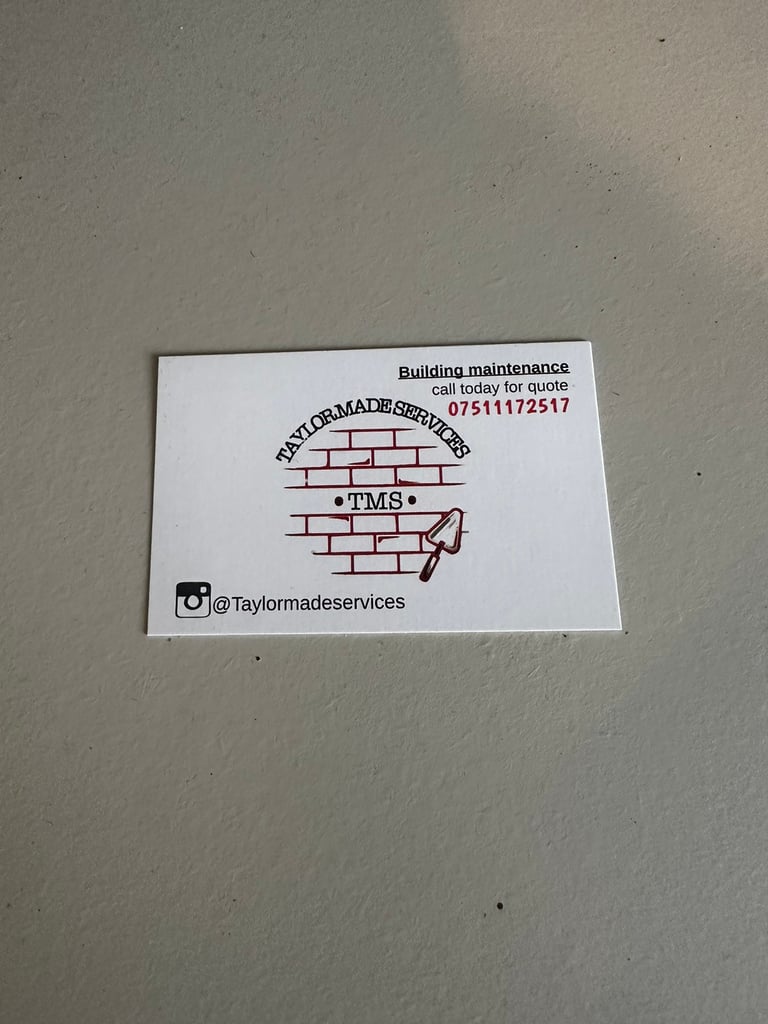 Building maintenance
call today for quote
07511172517
TAYLORMADE SERVICES
•TMS•
@Taylormadeservices